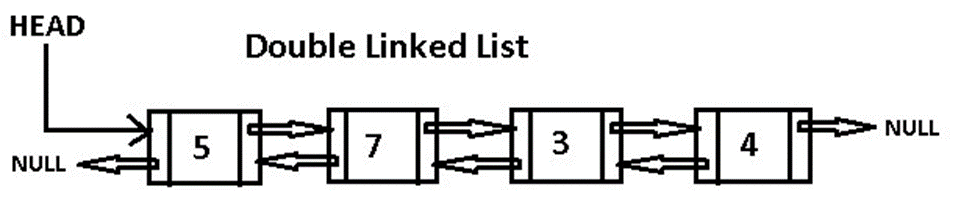 HEAD
Double Linked List
5 7 3 4 NULL
NULL